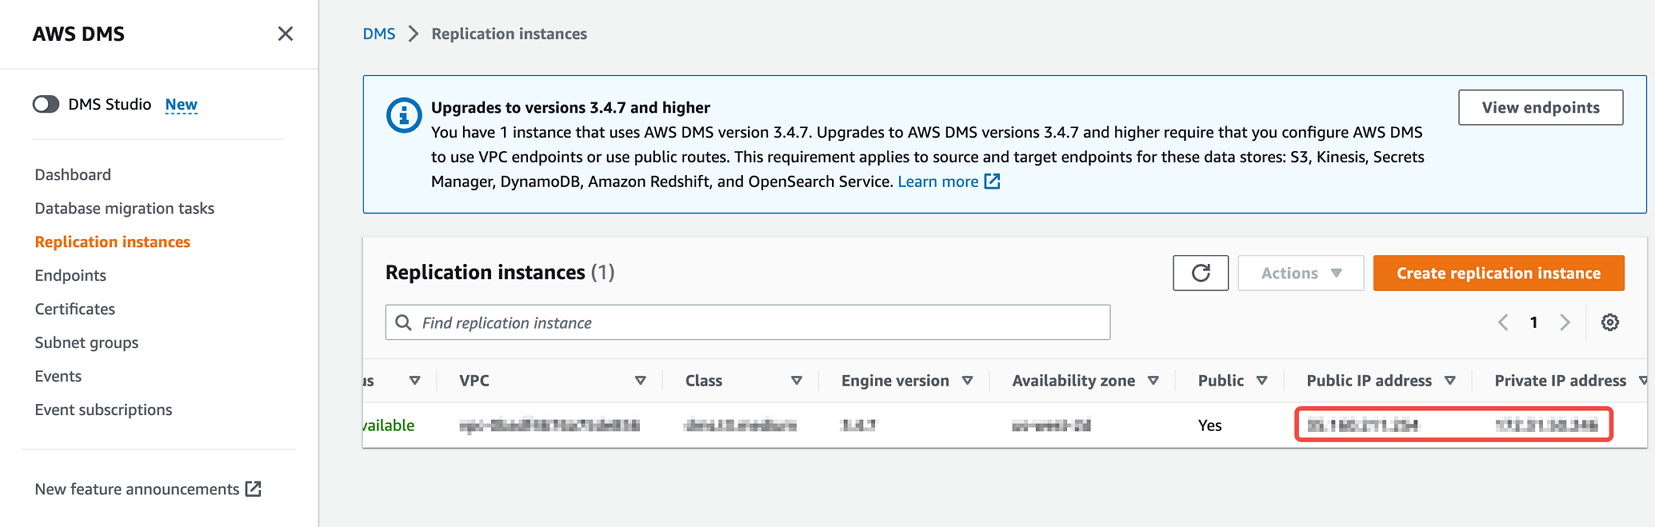 AWS DMS
DMS Studio New
Dashboard
Database migration tasks
Replication instances
Endpoints
Certificates
Subnet groups
Events
Event subscriptions
New feature announcements
DMS > Replication instances
Upgrades to versions 3.4.7 and higher
View endpoints
You have 1 instance that uses AWS DMS version 3.4.7. Upgrades to AWS DMS versions 3.4.7 and higher require that you configure AWS DMS
to use VPC endpoints or use public routes. This requirement applies to source and target endpoints for these data stores: S3, Kinesis, Secrets
Manager, DynamoDB, Amazon Redshift, and OpenSearch Service. Learn more
Replication instances (1)
Actions
Create replication instance
Find replication instance
1
us VPC Class Engine version Availability zone Public Public IP address Private IP address
vailable Yes